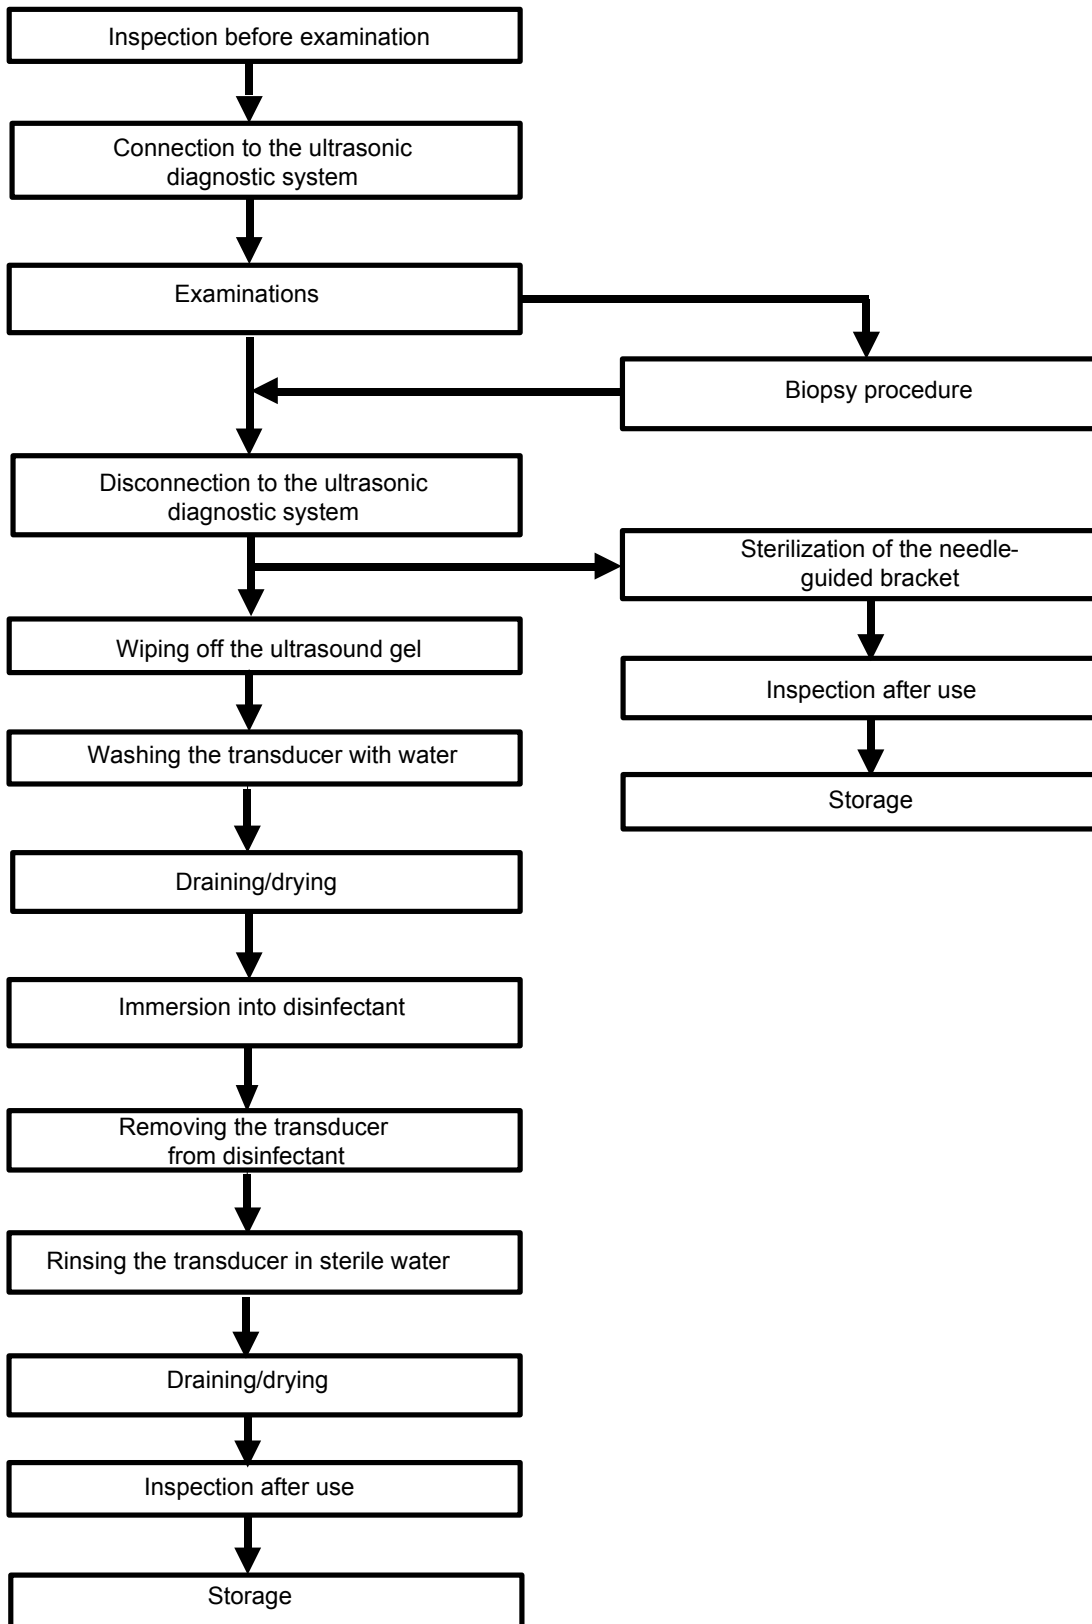 Inspection before examination
Connection to the ultrasonic
diagnostic system
Examinations
Biopsy procedure
Disconnection to the ultrasonic
diagnostic system
Sterilization of the needle-
guided bracket
Wiping off the ultrasound gel
Inspection after use
Washing the transducer with water
Storage
Draining/drying
Immersion into disinfectant
Removing the transducer
from disinfectant
Rinsing the transducer in sterile water
Draining/drying
Inspection after use
Storage